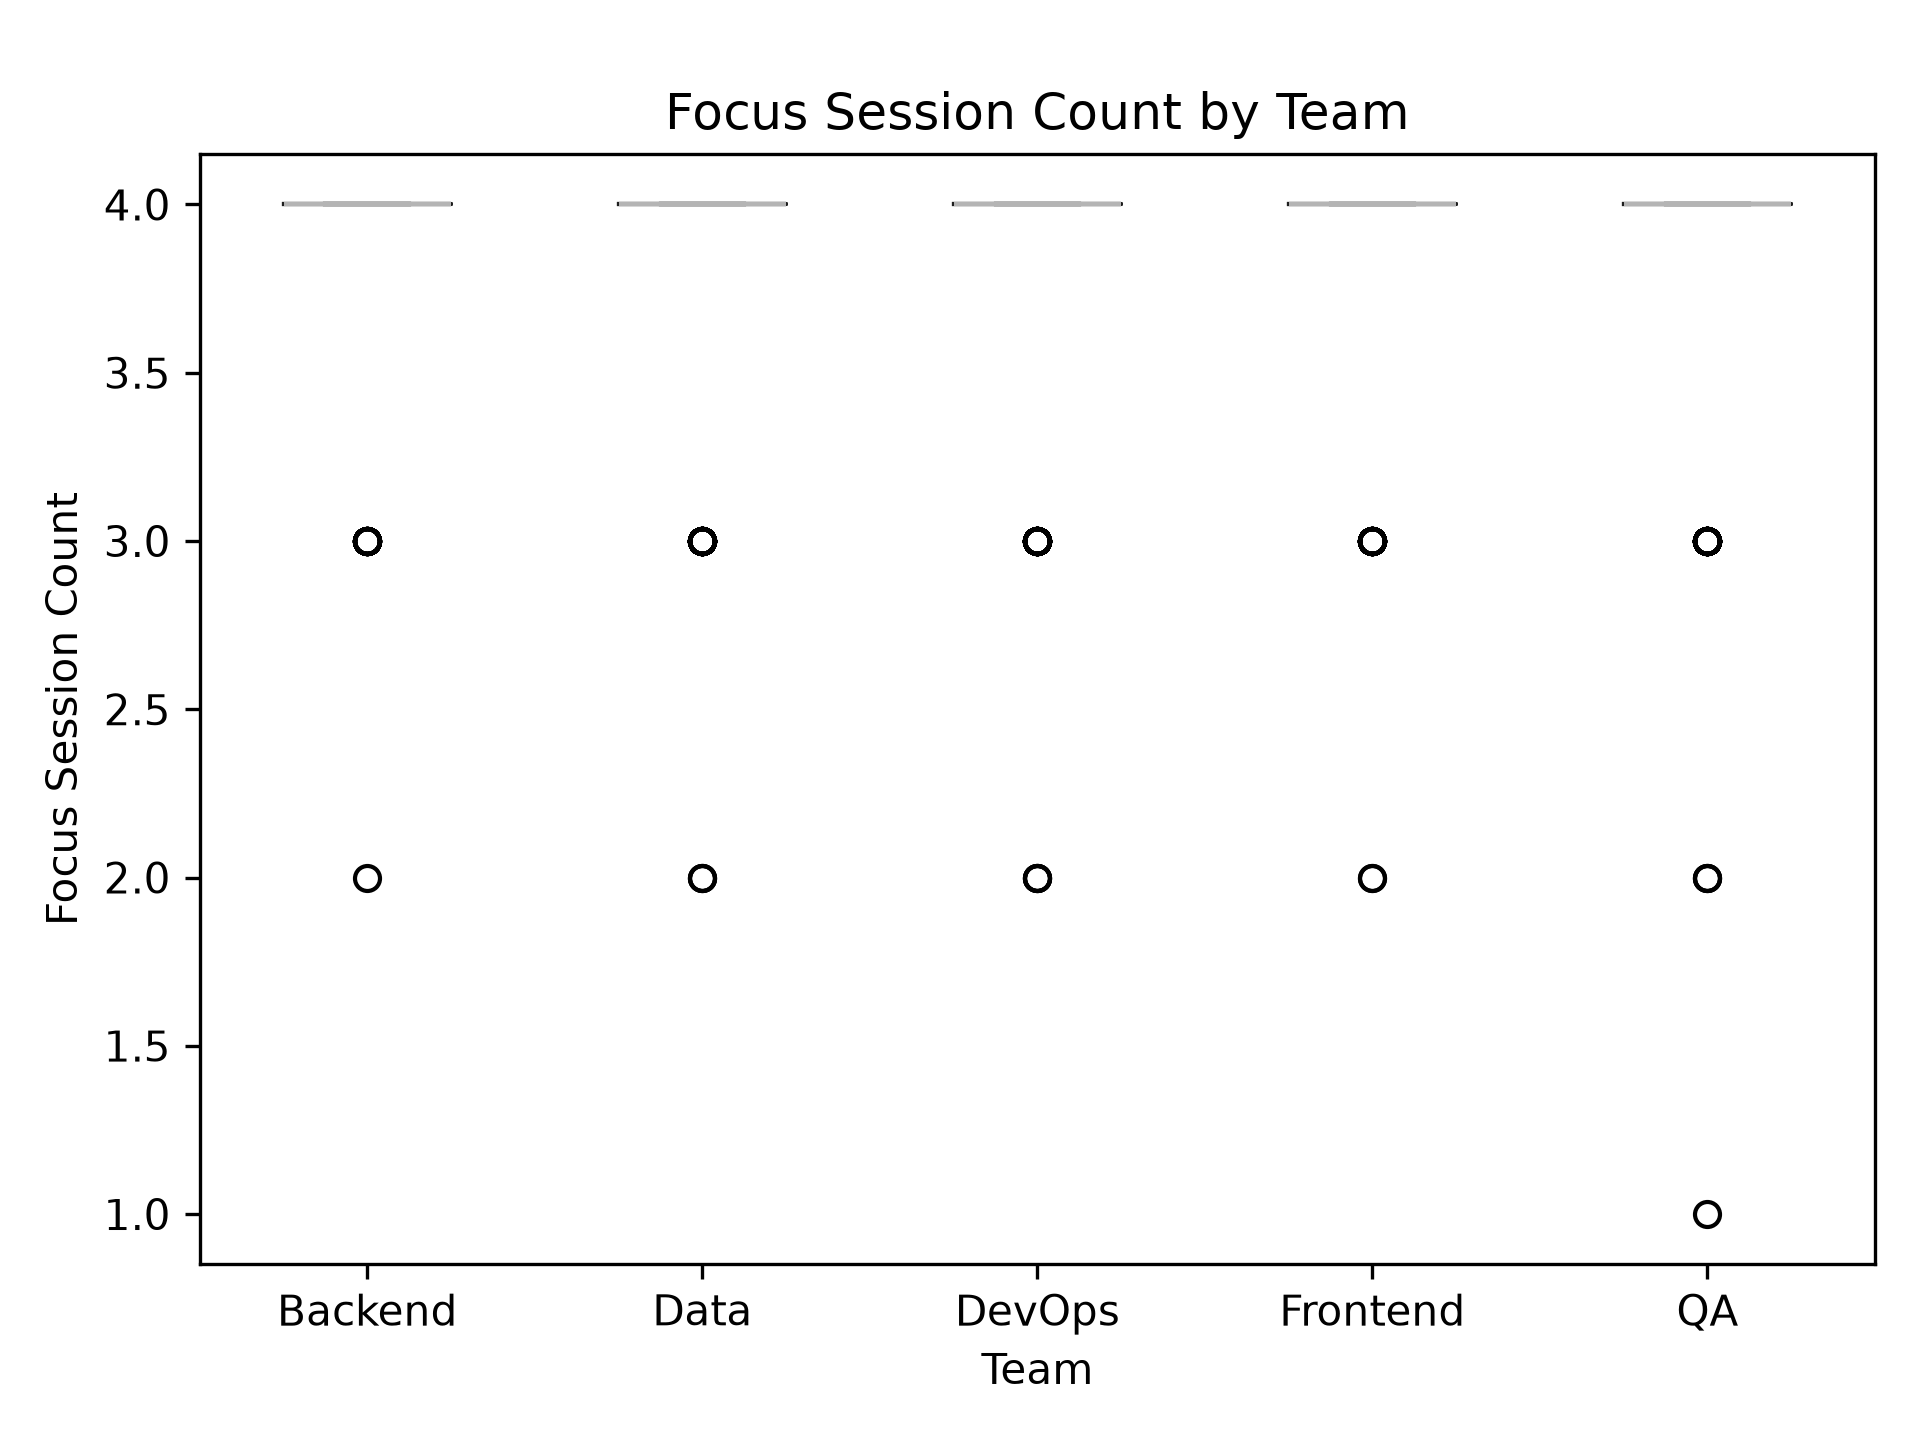 Focus Session Count by Team
Focus Session Count
4.0
3.5
3.0
2.5
2.0
1.5
1.0
Backend
Data
DevOps
Frontend
QA
Team